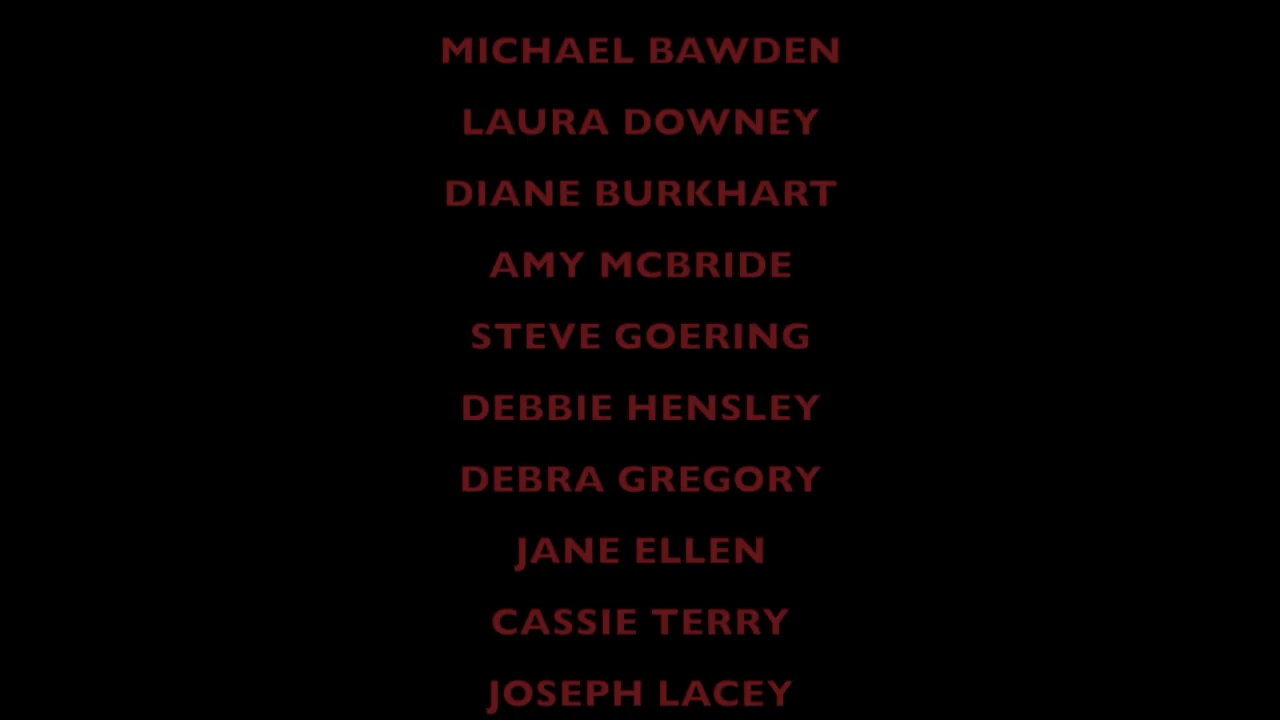 MICHAEL BAWDEN
LAURA DOWNEY
DIANE BURKHART
AMY MCBRIDE
STEVE GOERING
DEBBIE HENSLEY
DEBRA GREGORY
JANE ELLEN
CASSIE TERRY
JOSEPH LACEY